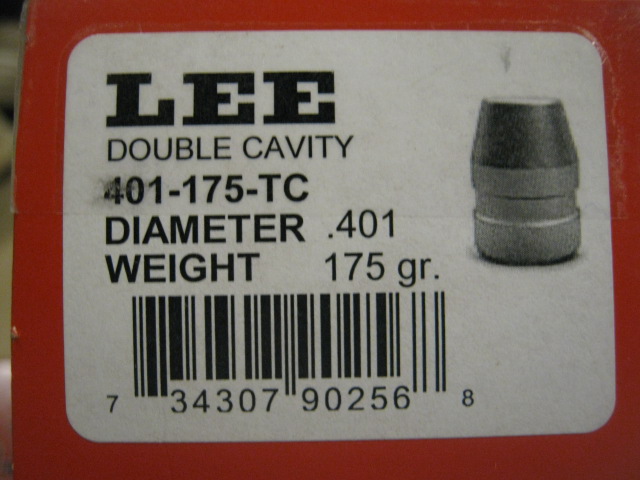 LEE
DOUBLE CAVITY
401-175-TC
DIAMETER .401
WEIGHT 175 gr.
7 34307 90256 8